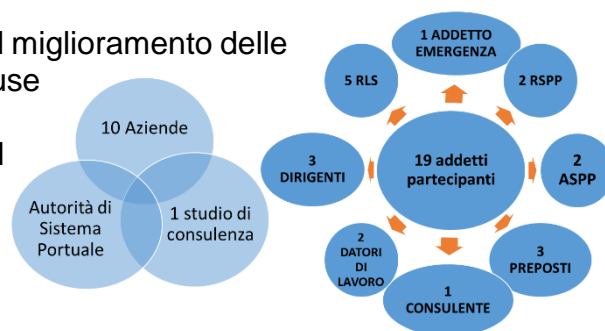 l miglioramento delle
use
l
10 Aziende
Autorità di
Sistema
Portuale
1 studio di
consulenza
1 ADDETTO
EMERGENZA
5 RLS
2 RSPP
3
DIRIGENTI
19 addetti
partecipanti
2
ASPP
2
DATORI
DI
LAVORO
3
PREPOSTI
1
CONSULENTE